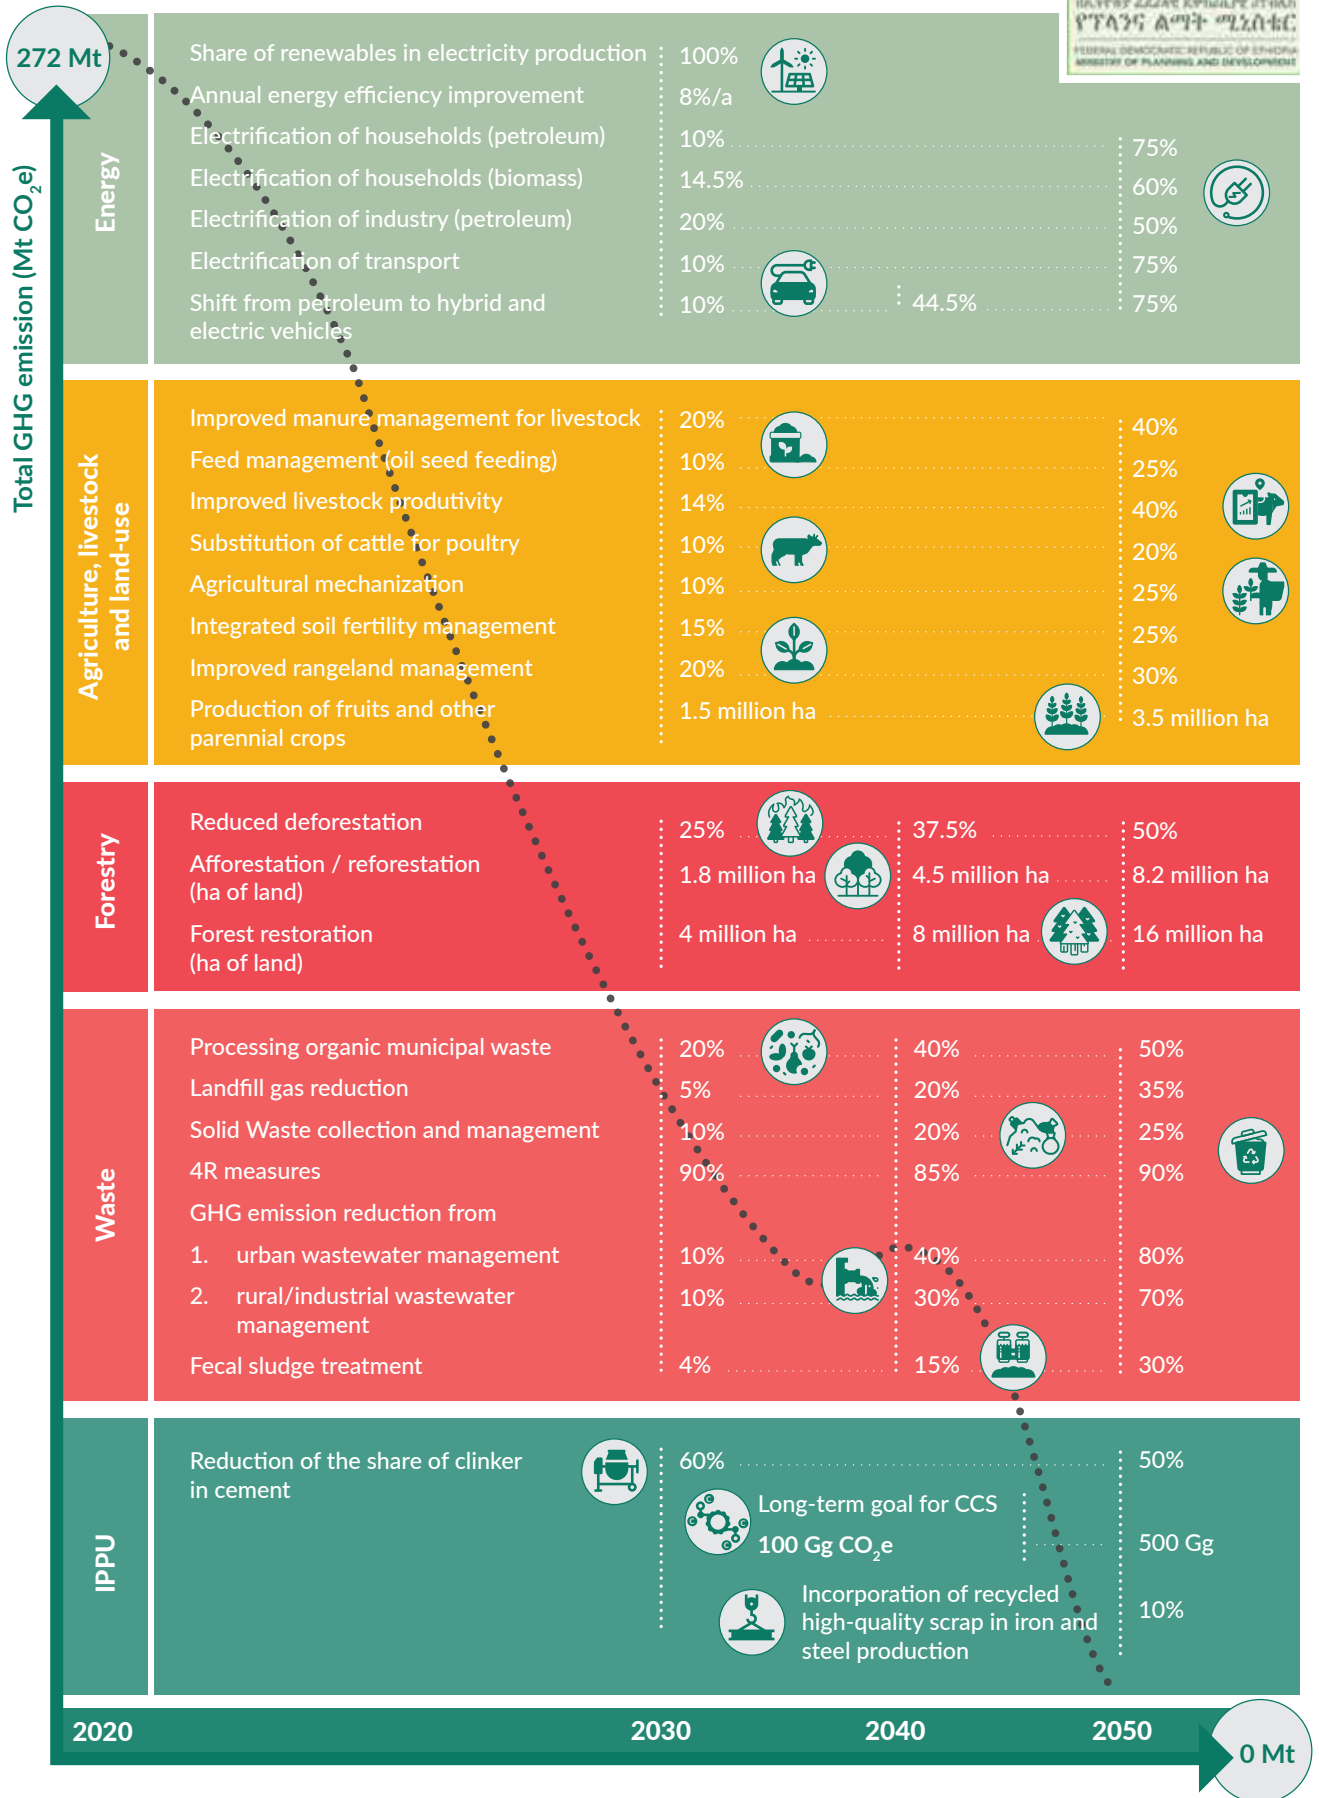 የፕላንና ልማት ሚኒስቴር
FEDERAL DEMOCRATIC REPUBLIC OF ETHIOPIA
MINISTRY OF PLANNING AND DEVELOPMENT
272 Mt
Total GHG emission (Mt CO₂e)
Energy
Share of renewables in electricity production 100%
Annual energy efficiency improvement 8%/a
Electrification of households (petroleum) 10% 75%
Electrification of households (biomass) 14.5% 60%
Electrification of industry (petroleum) 20% 50%
Electrification of transport 10% 75%
Shift from petroleum to hybrid and 10% 44.5% 75%
electric vehicles
Agriculture, livestock
and land-use
Improved manure management for livestock 20% 40%
Feed management (oil seed feeding) 10% 25%
Improved livestock produtivity 14% 40%
Substitution of cattle for poultry 10% 20%
Agricultural mechanization 10% 25%
Integrated soil fertility management 15% 25%
Improved rangeland management 20% 30%
Production of fruits and other 1.5 million ha 3.5 million ha
parennial crops
Forestry
Reduced deforestation 25% 37.5% 50%
Afforestation / reforestation 1.8 million ha 4.5 million ha 8.2 million ha
(ha of land)
Forest restoration 4 million ha 8 million ha 16 million ha
(ha of land)
Waste
Processing organic municipal waste 20% 40% 50%
Landfill gas reduction 5% 20% 35%
Solid Waste collection and management 10% 20% 25%
4R measures 90% 85% 90%
GHG emission reduction from
1. urban wastewater management 10% 40% 80%
2. rural/industrial wastewater 10% 30% 70%
management
Fecal sludge treatment 4% 15% 30%
IPPU
Reduction of the share of clinker 60% 50%
in cement
Long-term goal for CCS
100 Gg CO₂e 500 Gg
Incorporation of recycled
high-quality scrap in iron and 10%
steel production
2020 2030 2040 2050
0 Mt